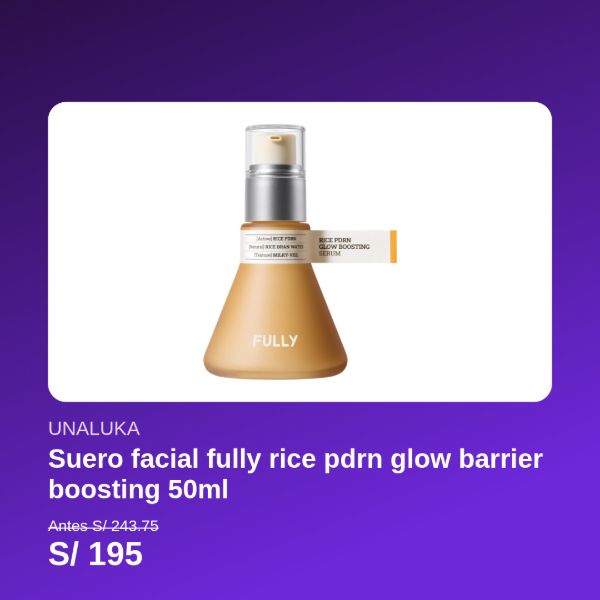 [Active] RICE PDRN
[Natural] RICE BRAN WATER
[Texture] MILKY-VEIL
RICE PDRN
GLOW BOOSTING
SERUM
FULLY
UNALUKA
Suero facial fully rice pdrn glow barrier
boosting 50ml
Antes S/ 243.75
S/ 195